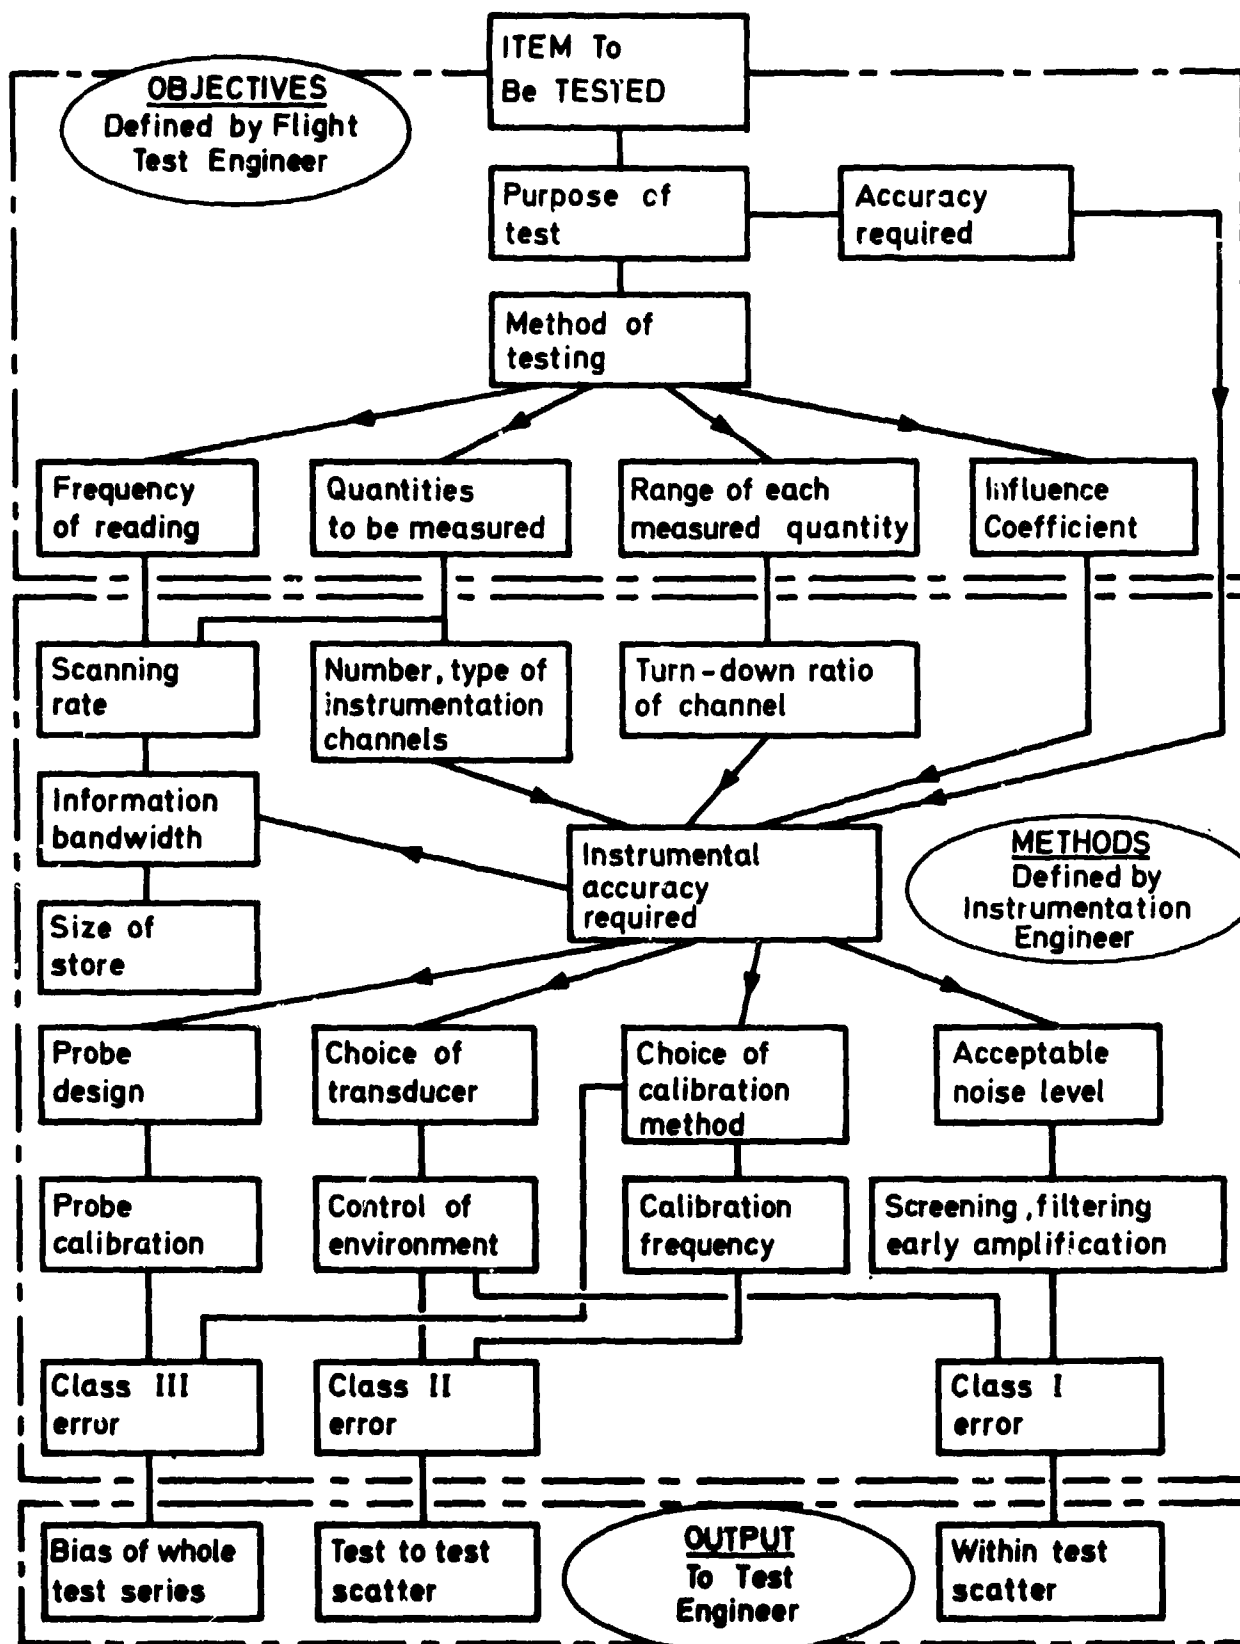 ITEM To
Be TESTED
OBJECTIVES
Defined by Flight
Test Engineer
Purpose of
test
Accuracy
required
Method of
testing
Frequency
of reading
Quantities
to be measured
Range of each
measured quantity
Influence
Coefficient
Scanning
rate
Number, type of
instrumentation
channels
Turn-down ratio
of channel
Information
bandwidth
Instrumental
accuracy
required
METHODS
Defined by
Instrumentation
Engineer
Size of
store
Probe
design
Choice of
transducer
Choice of
calibration
method
Acceptable
noise level
Probe
calibration
Control of
environment
Calibration
frequency
Screening, filtering
early amplification
Class III
error
Class II
error
Class I
error
Bias of whole
test series
Test to test
scatter
OUTPUT
To Test
Engineer
Within test
scatter